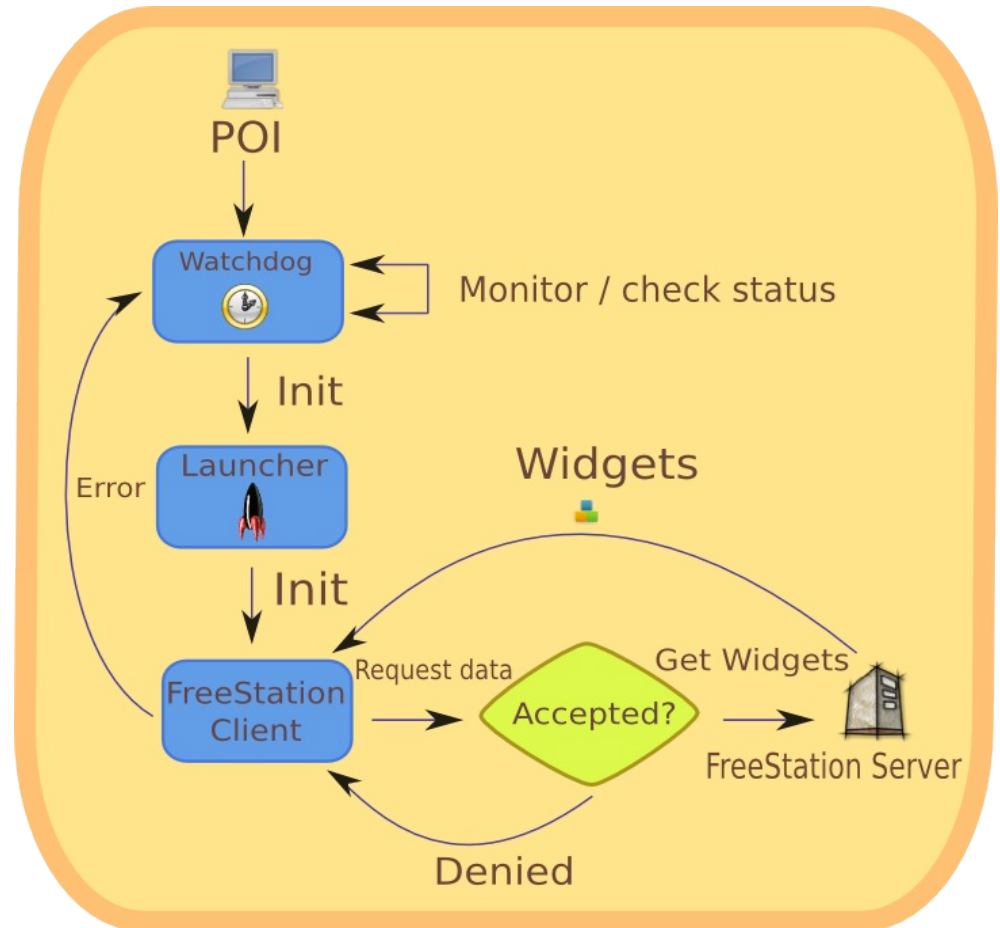 POI
Watchdog
Monitor / check status
Init
Launcher
Error
Widgets
Init
FreeStation
Client
Request data
Accepted?
Get Widgets
FreeStation Server
Denied